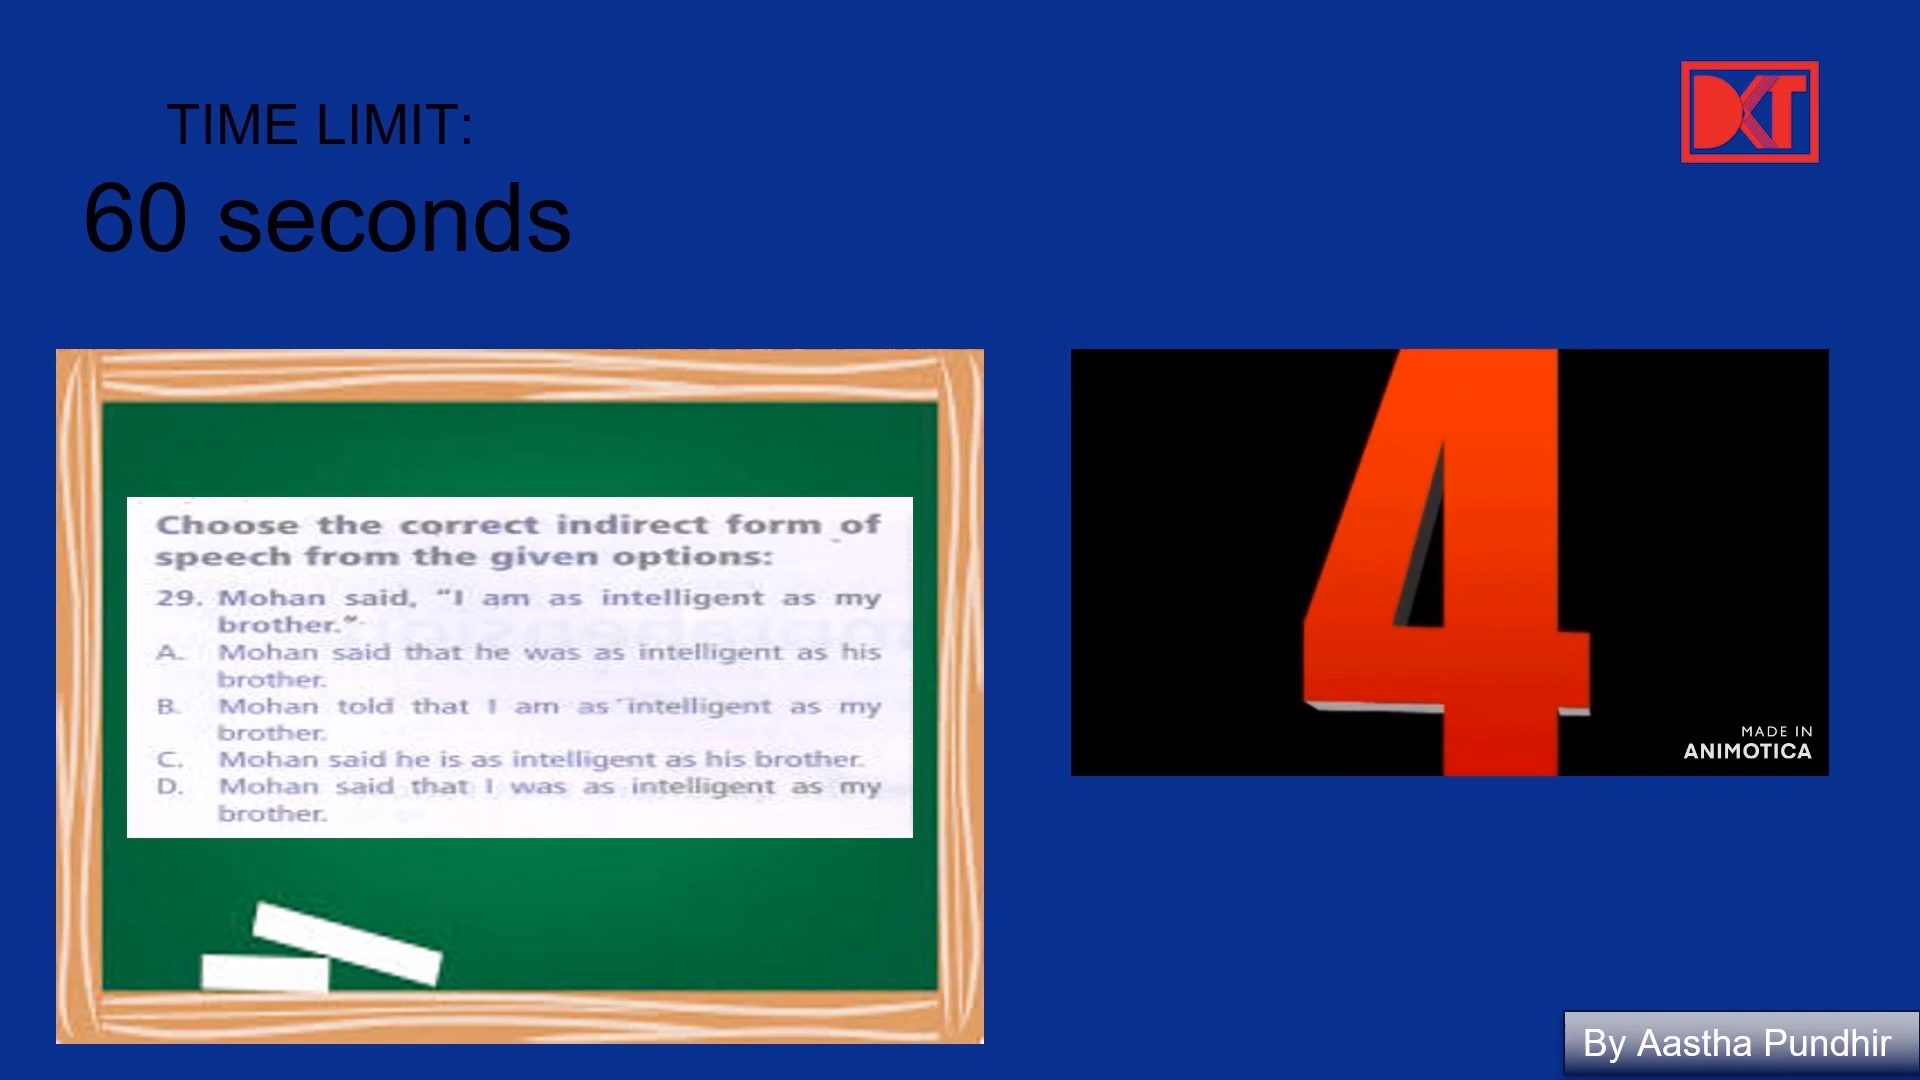 TIME LIMIT:
60 seconds
DKT
Choose the correct indirect form of
speech from the given options:
29. Mohan said, “I am as intelligent as my
brother.”
A. Mohan said that he was as intelligent as his
brother.
B. Mohan told that I am as intelligent as my
brother.
C. Mohan said he is as intelligent as his brother.
D. Mohan said that I was as intelligent as my
brother.
4
MADE IN
ANIMOTICA
By Aastha Pundhir